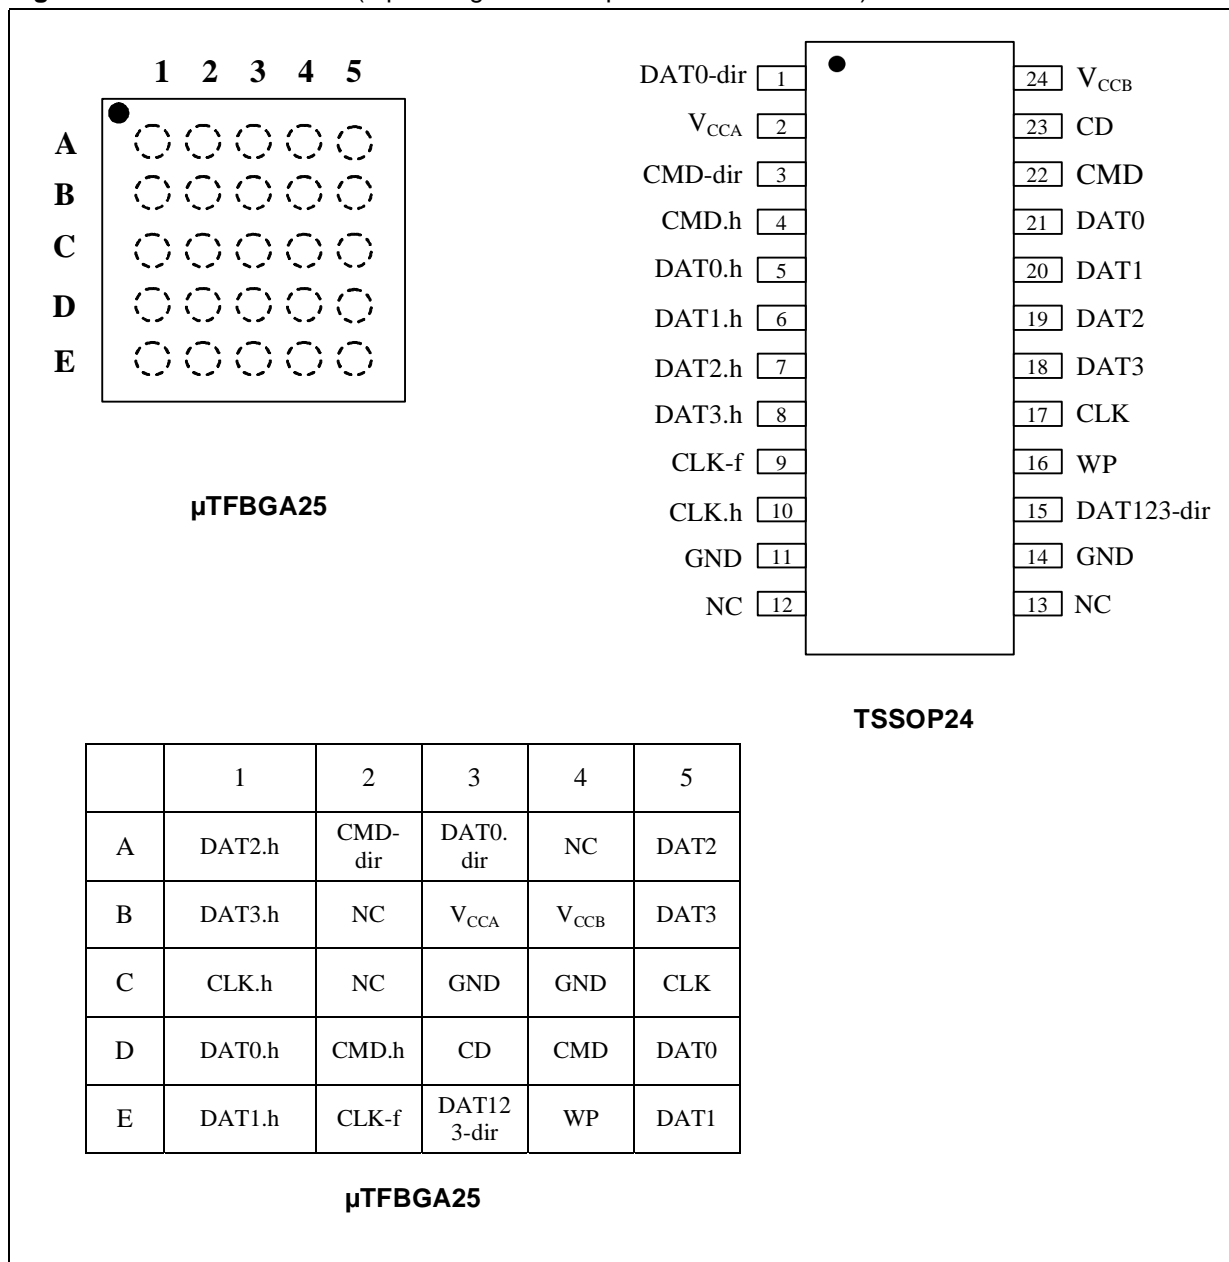 1 2 3 4 5
A
B
C
D
E
µTFBGA25
DAT0-dir 1
VCCA 2
CMD-dir 3
CMD.h 4
DAT0.h 5
DAT1.h 6
DAT2.h 7
DAT3.h 8
CLK-f 9
CLK.h 10
GND 11
NC 12
24 VCCB
23 CD
22 CMD
21 DAT0
20 DAT1
19 DAT2
18 DAT3
17 CLK
16 WP
15 DAT123-dir
14 GND
13 NC
TSSOP24
1 2 3 4 5
A DAT2.h CMD-dir DAT0.dir NC DAT2
B DAT3.h NC VCCA VCCB DAT3
C CLK.h NC GND GND CLK
D DAT0.h CMD.h CD CMD DAT0
E DAT1.h CLK-f DAT123-dir WP DAT1
µTFBGA25